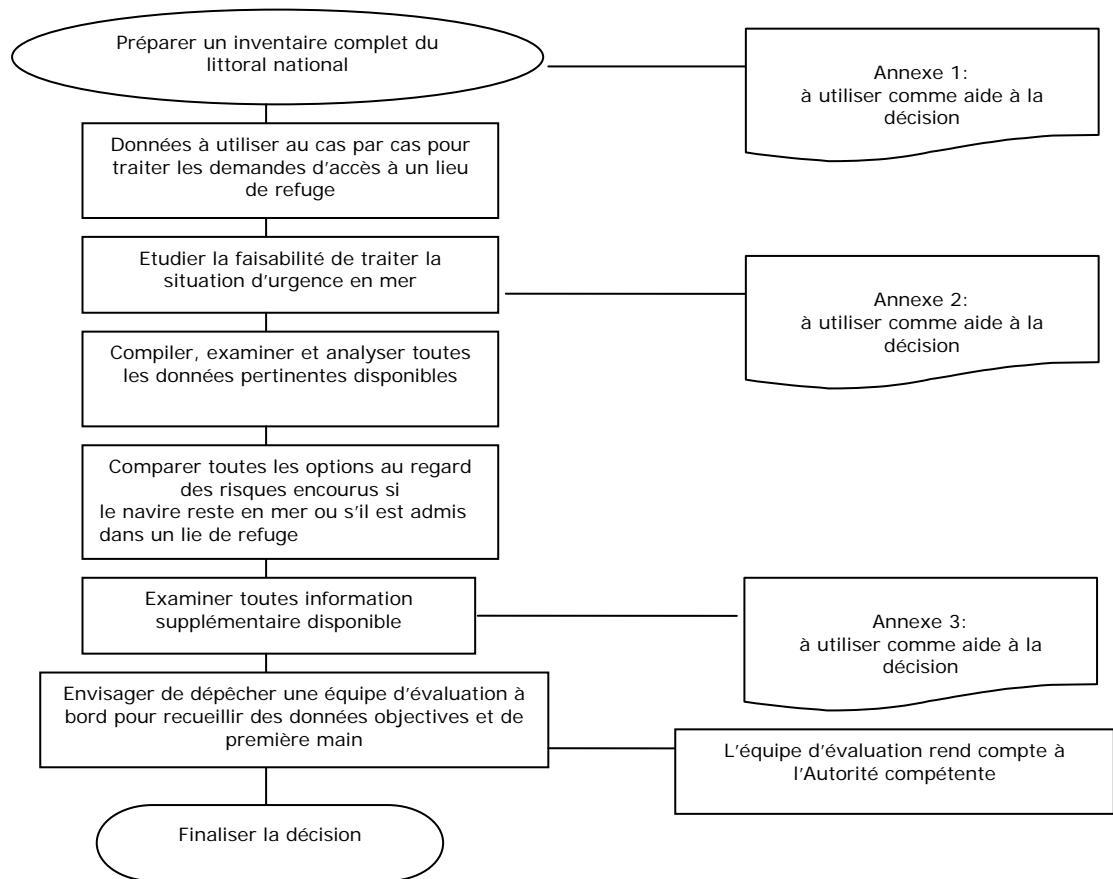 Préparer un inventaire complet du
littoral national
Annexe 1:
à utiliser comme aide à la
décision
Données à utiliser au cas par cas pour
traiter les demandes d'accès à un lieu
de refuge
Etudier la faisabilité de traiter la
situation d'urgence en mer
Annexe 2:
à utiliser comme aide à la
décision
Compiler, examiner et analyser toutes
les données pertinentes disponibles
Comparer toutes les options au regard
des risques encourus si
le navire reste en mer ou s'il est admis
dans un lie de refuge
Examiner toutes information
supplémentaire disponible
Annexe 3:
à utiliser comme aide à la
décision
Envisager de dépêcher une équipe d'évaluation à
bord pour recueillir des données objectives et de
première main
L'équipe d'évaluation rend compte à
l'Autorité compétente
Finaliser la décision